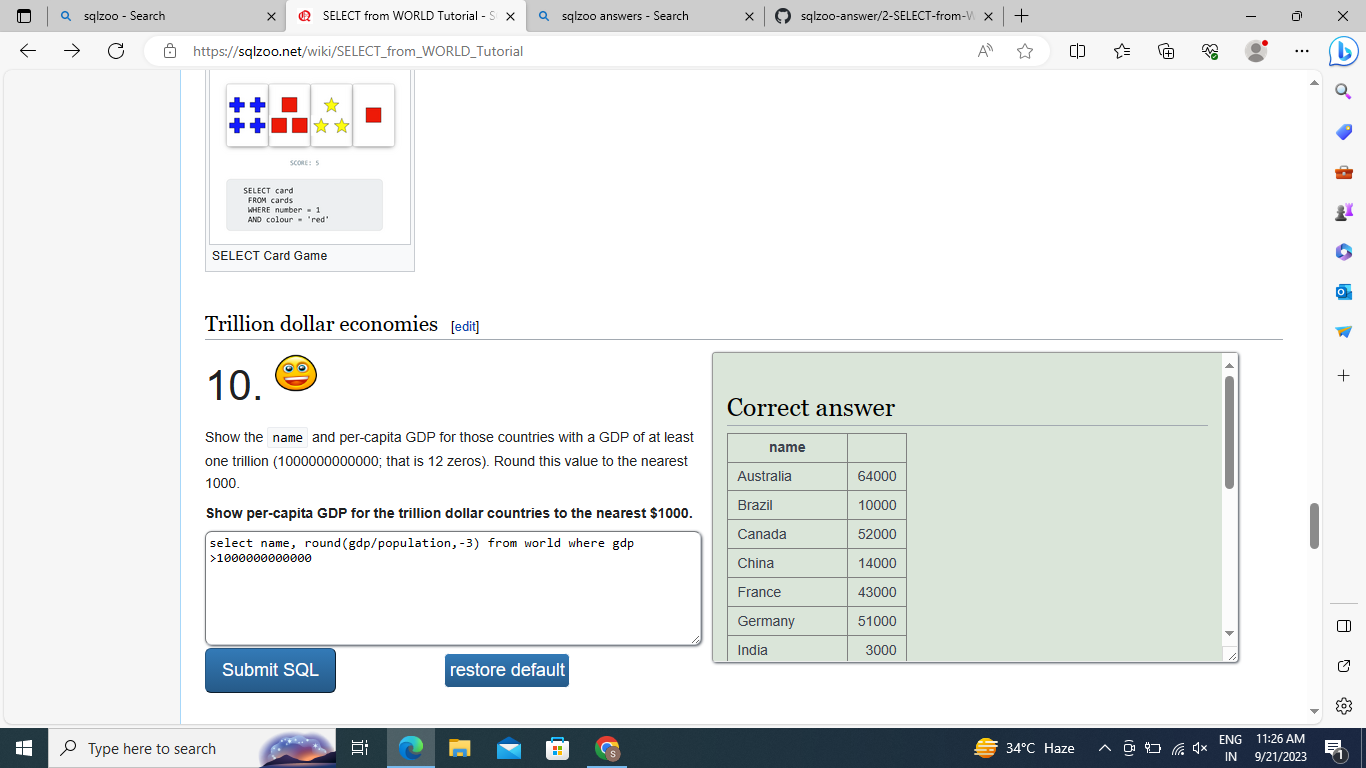 sqlzoo - Search
SELECT from WORLD Tutorial - S
sqlzoo answers - Search
sqlzoo-answer/2-SELECT-from-W
https://sqlzoo.net/wiki/SELECT_from_WORLD_Tutorial
SCORE: 5
SELECT card
FROM cards
WHERE number = 1
AND colour = 'red'
SELECT Card Game
Trillion dollar economies [edit]
10.
Show the name and per-capita GDP for those countries with a GDP of at least
one trillion (1000000000000; that is 12 zeros). Round this value to the nearest
1000.
Show per-capita GDP for the trillion dollar countries to the nearest $1000.
select name, round(gdp/population,-3) from world where gdp
>1000000000000
Submit SQL
restore default
Correct answer
name
Australia 64000
Brazil 10000
Canada 52000
China 14000
France 43000
Germany 51000
India 3000
Type here to search
34°C Haze
ENG
IN
11:26 AM
9/21/2023
1